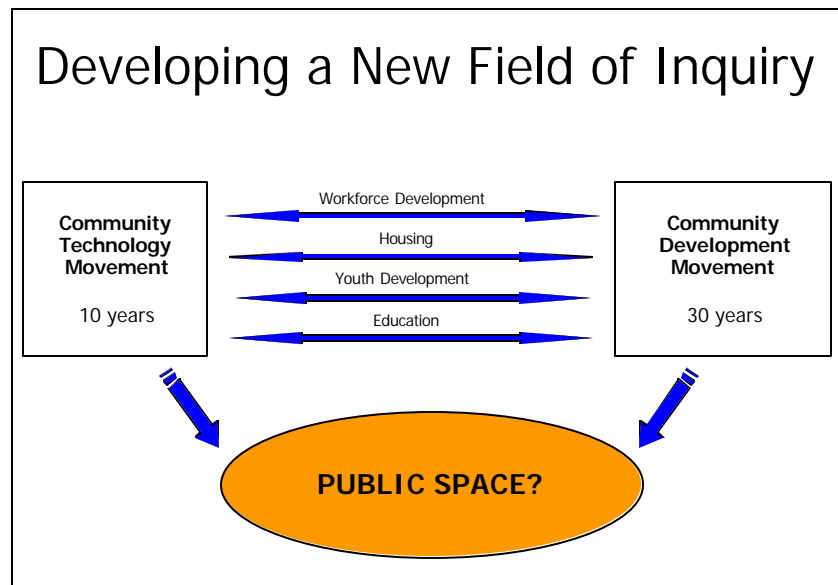 Developing a New Field of Inquiry
Community
Technology
Movement
10 years
Workforce Development
Housing
Youth Development
Education
Community
Development
Movement
30 years
PUBLIC SPACE?